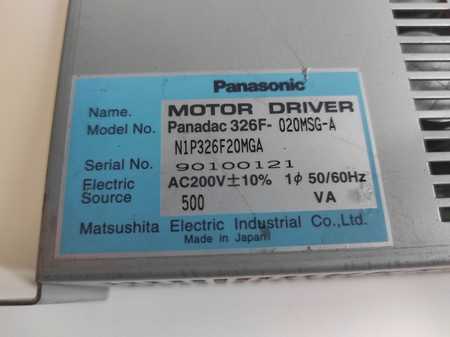 Panasonic
Name. MOTOR DRIVER
Model No. Panadac 326F- 020MSG-A
N1P326F20MGA
Serial No. 90100121
Electric Source AC200V±10% 1φ 50/60Hz
500 VA
Matsushita Electric Industrial Co., Ltd.
Made in Japan